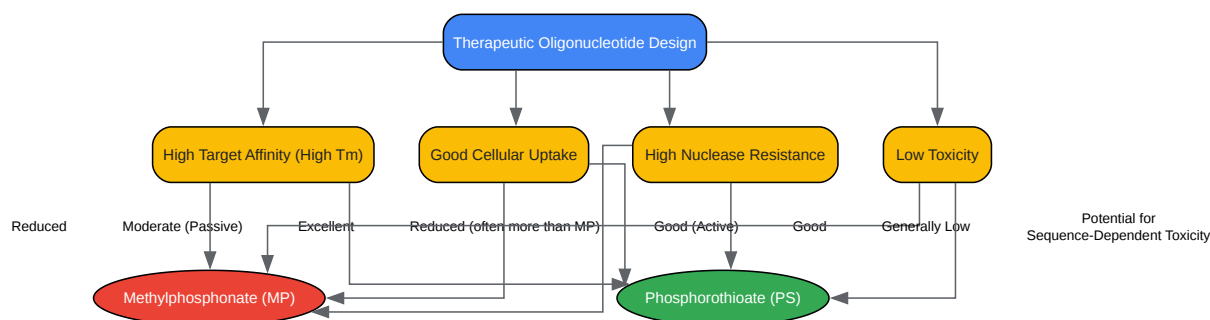 Therapeutic Oligonucleotide Design
High Target Affinity (High Tm)
Good Cellular Uptake
High Nuclease Resistance
Low Toxicity
Reduced
Moderate (Passive)
Excellent
Reduced (often more than MP)
Good (Active)
Good
Generally Low
Potential for
Sequence-Dependent Toxicity
Methylphosphonate (MP)
Phosphorothioate (PS)